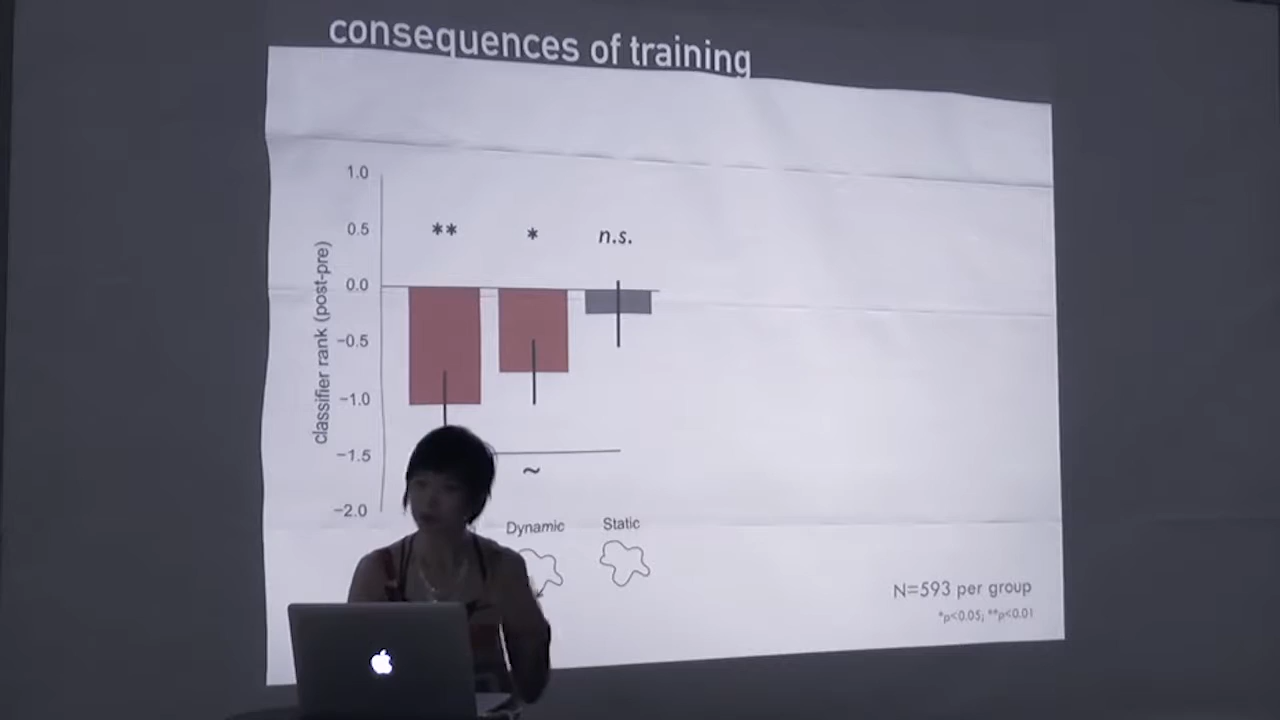 consequences of training
1.0
0.5
0.0
−0.5
−1.0
−1.5
−2.0
classifier rank (post-pre)
** * n.s.
~
Dynamic Static
N=593 per group
*p<0.05; **p<0.01